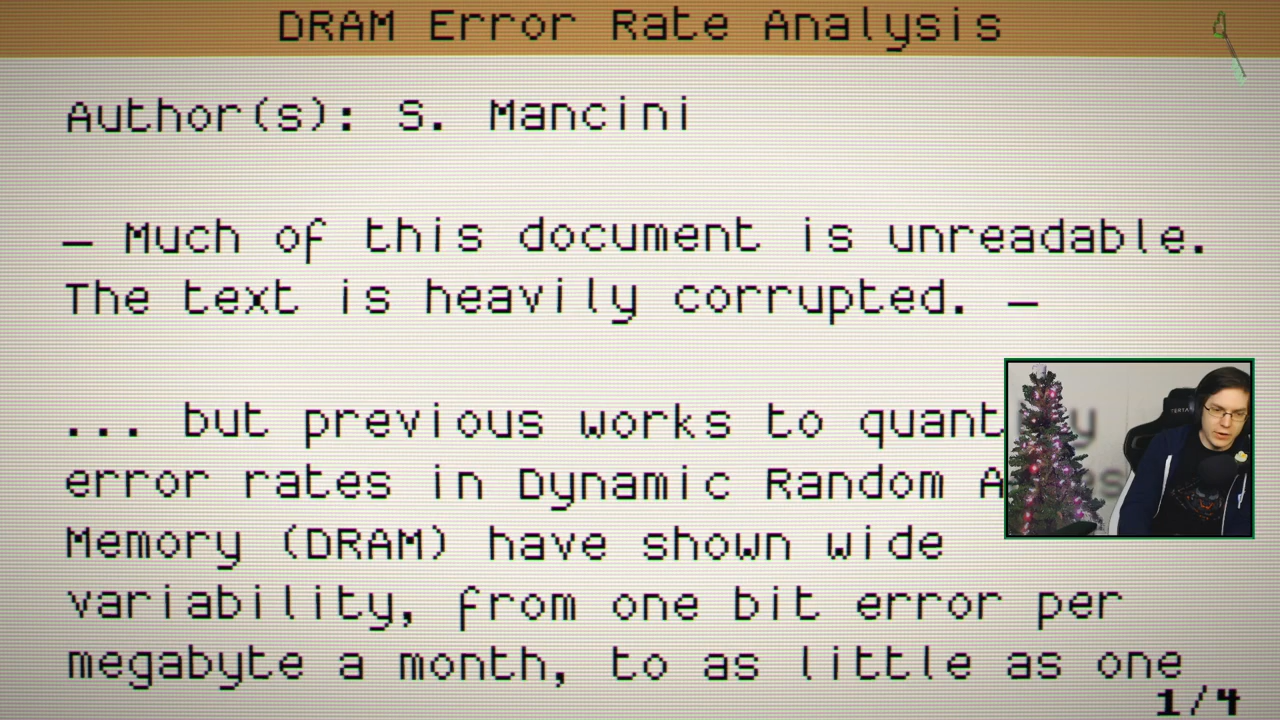 DRAM Error Rate Analysis
Author(s): S. Mancini
— Much of this document is unreadable.
The text is heavily corrupted. —
... but previous works to quant
error rates in Dynamic Random A
Memory (DRAM) have shown wide
variability, from one bit error per
megabyte a month, to as little as one
1/4